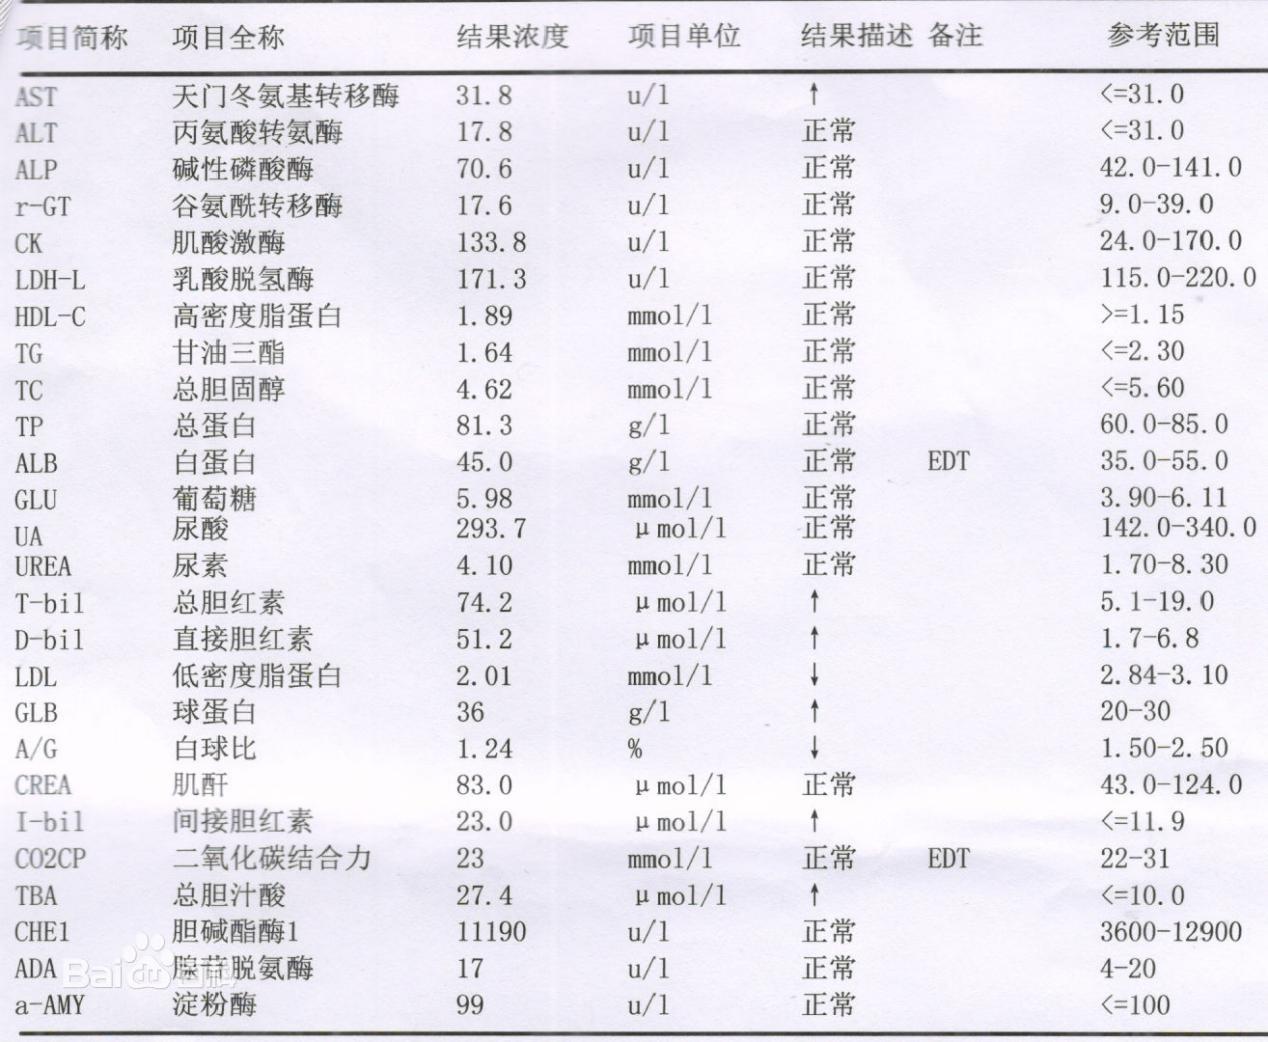 项目简称 项目全称 结果浓度 项目单位 结果描述 备注 参考范围
AST 天门冬氨基转移酶 31.8 u/l ↑ <=31.0
ALT 丙氨酸转氨酶 17.8 u/l 正常 <=31.0
ALP 碱性磷酸酶 70.6 u/l 正常 42.0-141.0
r-GT 谷氨酰转移酶 17.6 u/l 正常 9.0-39.0
CK 肌酸激酶 133.8 u/l 正常 24.0-170.0
LDH-L 乳酸脱氢酶 171.3 u/l 正常 115.0-220.0
HDL-C 高密度脂蛋白 1.89 mmol/l 正常 >=1.15
TG 甘油三酯 1.64 mmol/l 正常 <=2.30
TC 总胆固醇 4.62 mmol/l 正常 <=5.60
TP 总蛋白 81.3 g/l 正常 60.0-85.0
ALB 白蛋白 45.0 g/l 正常 EDT 35.0-55.0
GLU 葡萄糖 5.98 mmol/l 正常 3.90-6.11
UA 尿酸 293.7 μmol/l 正常 142.0-340.0
UREA 尿素 4.10 mmol/l 正常 1.70-8.30
T-bil 总胆红素 74.2 μmol/l ↑ 5.1-19.0
D-bil 直接胆红素 51.2 μmol/l ↑ 1.7-6.8
LDL 低密度脂蛋白 2.01 mmol/l ↓ 2.84-3.10
GLB 球蛋白 36 g/l ↑ 20-30
A/G 白球比 1.24 % ↓ 1.50-2.50
CREA 肌酐 83.0 μmol/l 正常 43.0-124.0
I-bil 间接胆红素 23.0 μmol/l ↑ <=11.9
CO2CP 二氧化碳结合力 23 mmol/l 正常 EDT 22-31
TBA 总胆汁酸 27.4 μmol/l ↑ <=10.0
CHE1 胆碱酯酶1 11190 u/l 正常 3600-12900
ADA 腺苷脱氨酶 17 u/l 正常 4-20
Bai百科
a-AMY 淀粉酶 99 u/l 正常 <=100